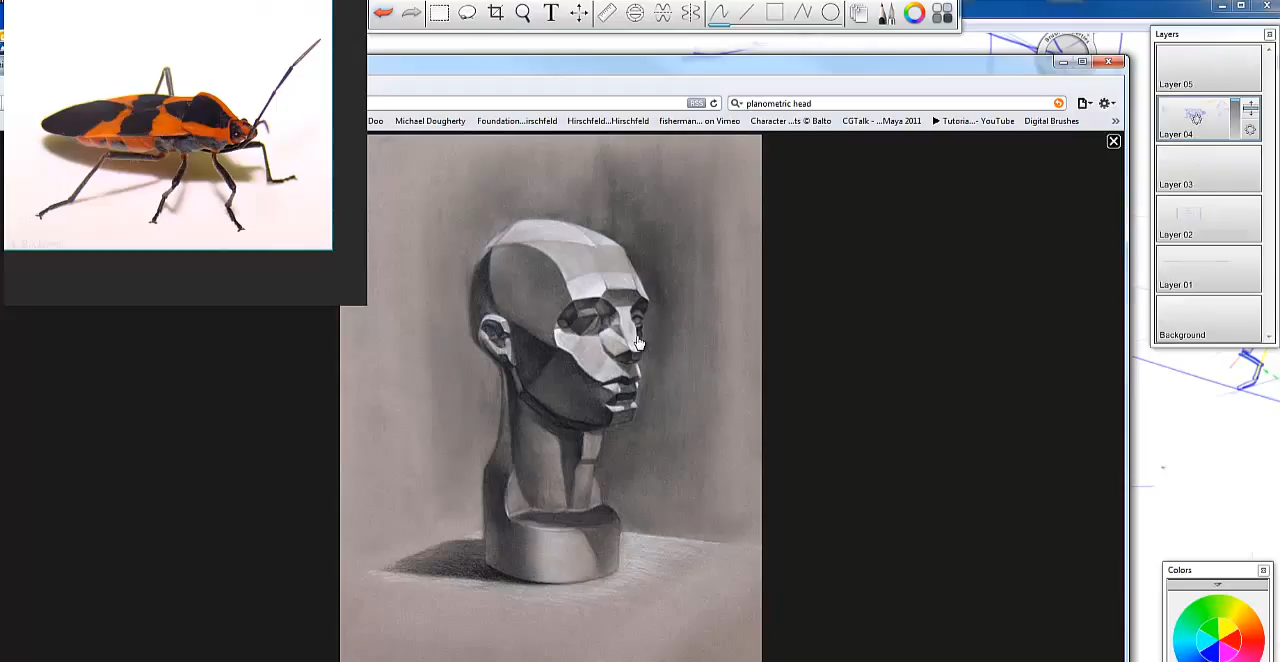 T
Layers
RSS
planometric head
Doo
Michael Dougherty
Foundation...irschfeld
Hirschfeld...Hirschfeld
fisherman... on Vimeo
Character ...ts © Balto
CGTalk - ...Maya 2011
Tutoria...- YouTube
Digital Brushes
»
Layer 05
Layer 04
Layer 03
Layer 02
Layer 01
Background
Colors